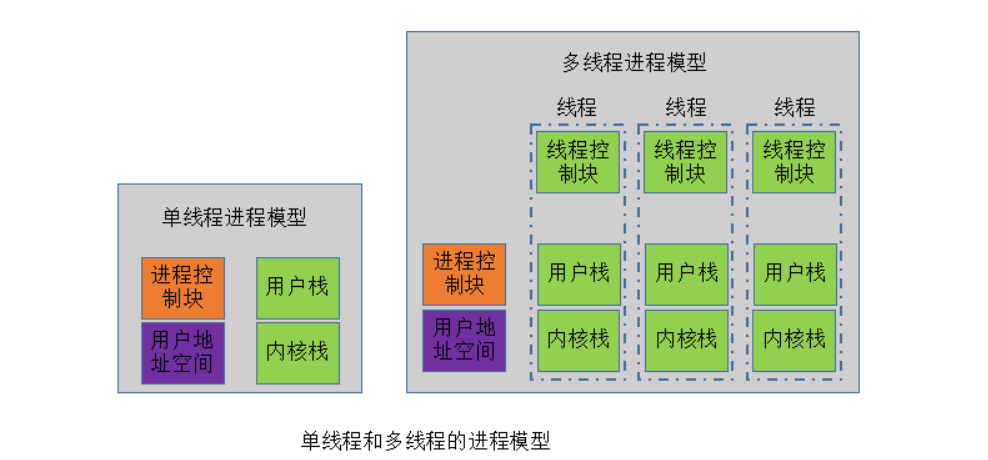 多线程进程模型
线程 线程 线程
线程控
制块
线程控
制块
线程控
制块
单线程进程模型
进程控
制块
用户栈
用户地
址空间
内核栈
进程控
制块
用户栈 用户栈 用户栈
用户地
址空间
内核栈 内核栈 内核栈
单线程和多线程的进程模型